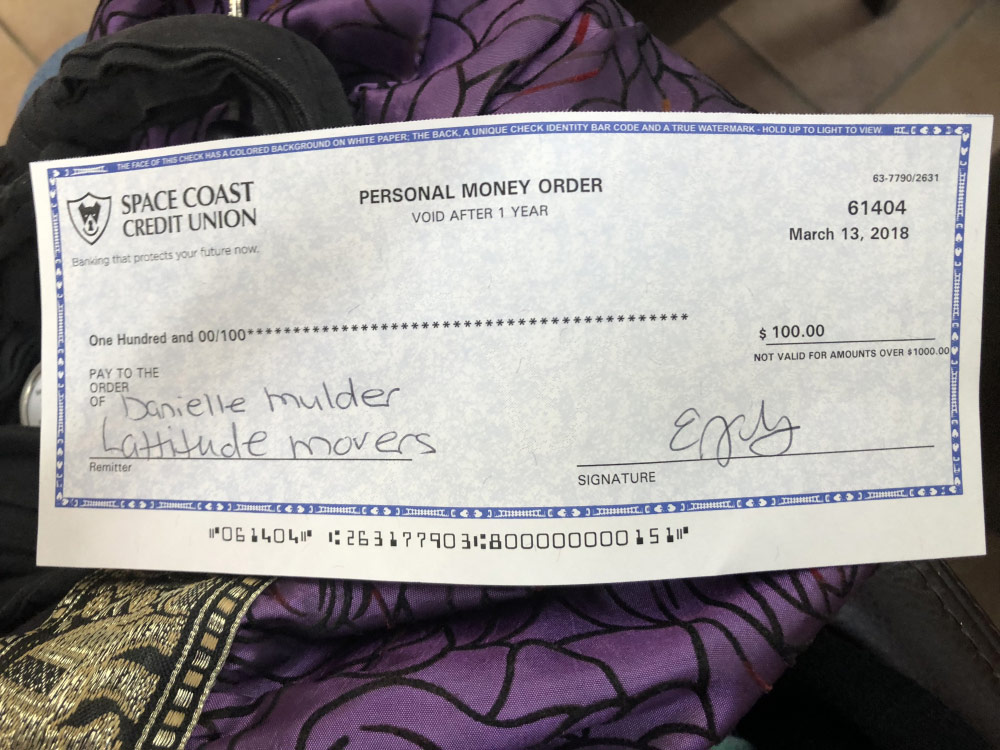 THE FACE OF THIS CHECK HAS A COLORED BACKGROUND ON WHITE PAPER; THE BACK, A UNIQUE CHECK IDENTITY BAR CODE AND A TRUE WATERMARK - HOLD UP TO LIGHT TO VIEW
SPACE COAST
CREDIT UNION
Banking that protects your future now.
PERSONAL MONEY ORDER
VOID AFTER 1 YEAR
63-7790/2631
61404
March 13, 2018
One Hundred and 00/100************************************************
$ 100.00
NOT VALID FOR AMOUNTS OVER $1000.00
PAY TO THE
ORDER
OF Danielle Mulder
Lattitude movers
Remitter
SIGNATURE
⑈061404⑈ ⑆263177903⑆800000000151⑈